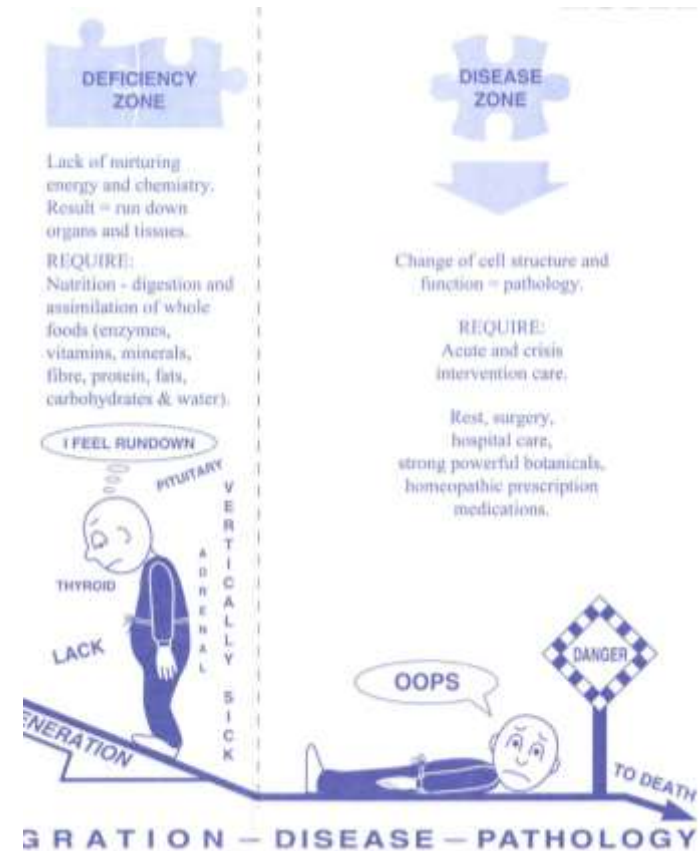 DEFICIENCY
ZONE
Lack of nurturing
energy and chemistry.
Result = run down
organs and tissues.
REQUIRE:
Nutrition - digestion and
assimilation of whole
foods (enzymes,
vitamins, minerals,
fibre, protein, fats,
carbohydrates & water).
I FEEL RUNDOWN
PITUITARY
VERTICALLY SICK
ADRENAL
THYROID
LACK
ENERATION
DISEASE
ZONE
Change of cell structure and
function = pathology.
REQUIRE:
Acute and crisis
intervention care.
Rest, surgery,
hospital care,
strong powerful botanicals,
homeopathic prescription
medications.
OOPS
DANGER
TO DEATH
GRATION – DISEASE – PATHOLOGY